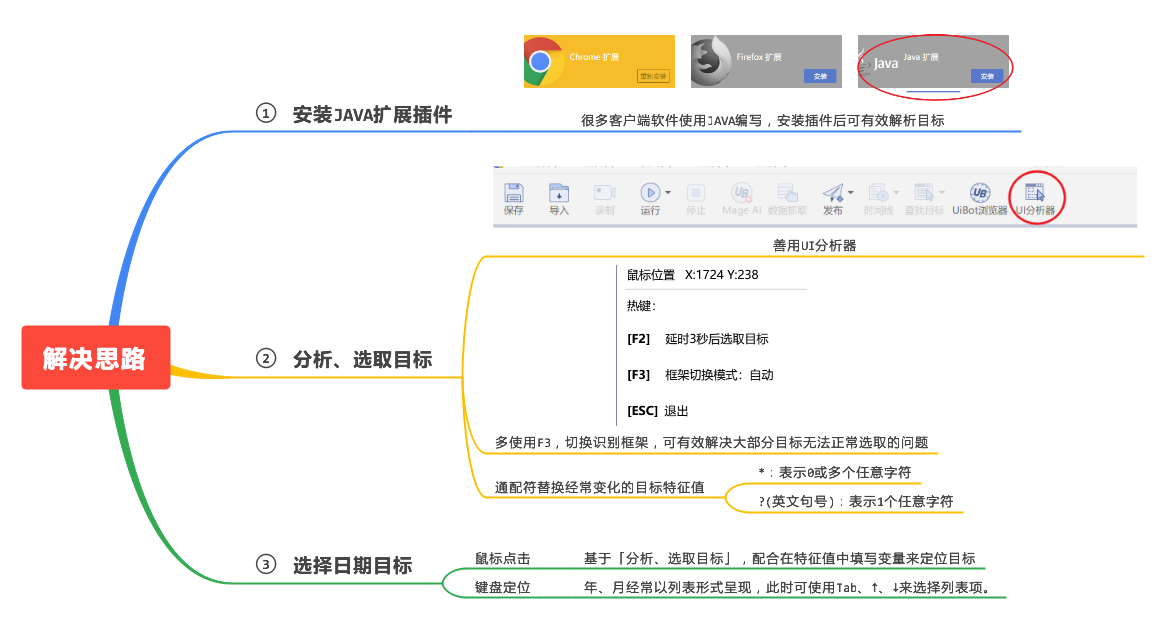 Chrome 扩展
重新安装
Firefox 扩展
安装
Java
Java 扩展
安装
① 安装JAVA扩展插件
很多客户端软件使用JAVA编写，安装插件后可有效解析目标
保存 导入 录制 运行 停止 Mage AI 数据抓取 发布 时间线 查找目标 UiBot浏览器 UI分析器
善用UI分析器
鼠标位置 X:1724 Y:238
热键：
[F2] 延时3秒后选取目标
解决思路
② 分析、选取目标
[F3] 框架切换模式：自动
[ESC] 退出
多使用F3，切换识别框架，可有效解决大部分目标无法正常选取的问题
*：表示0或多个任意字符
通配符替换经常变化的目标特征值
?(英文句号)：表示1个任意字符
③ 选择日期目标
鼠标点击 基于「分析、选取目标」，配合在特征值中填写变量来定位目标
键盘定位 年、月经常以列表形式呈现，此时可使用Tab、↑、↓来选择列表项。